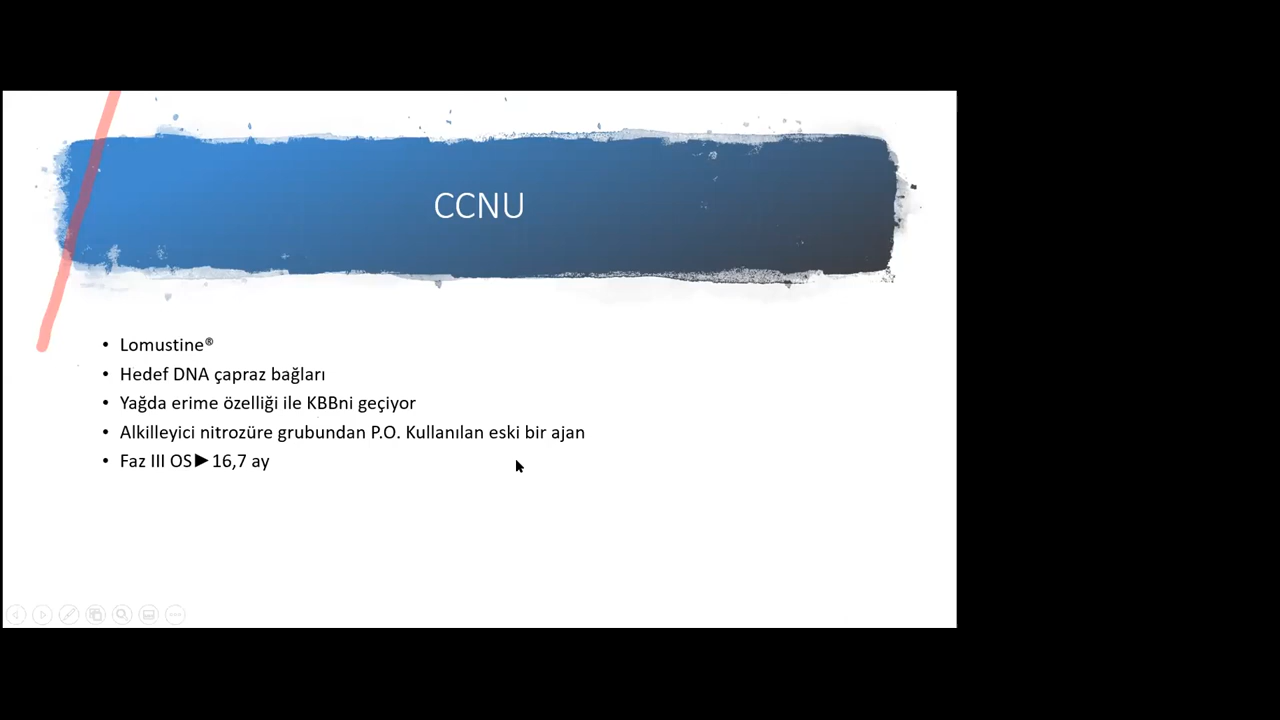 CCNU
• Lomustine®
• Hedef DNA çapraz bağları
• Yağda erime özelliği ile KBBni geçiyor
• Alkilleyici nitrozüre grubundan P.O. Kullanılan eski bir ajan
• Faz III OS► 16,7 ay